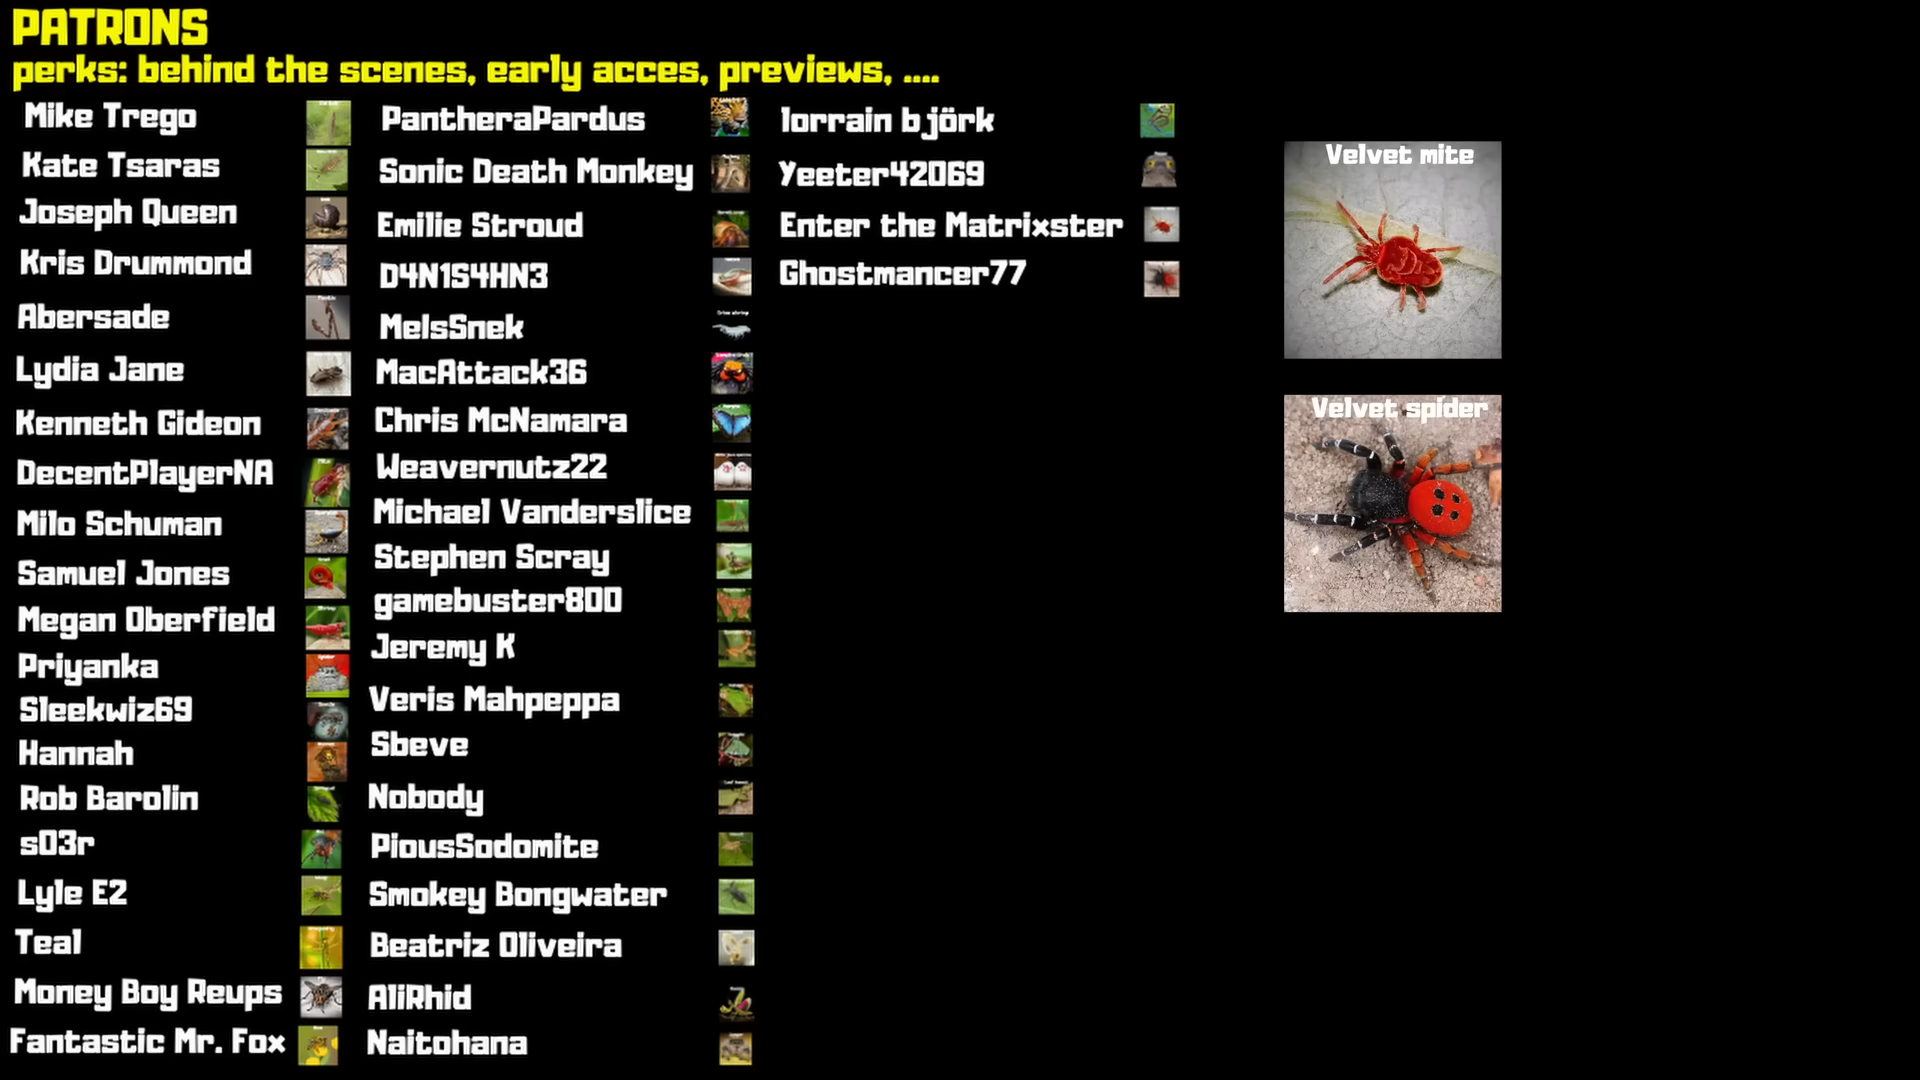 PATRONS
perks: behind the scenes, early acces, previews, ....
Mike Trego
Kate Tsaras
Joseph Queen
Kris Drummond
Abersade
Lydia Jane
Kenneth Gideon
DecentPlayerNA
Milo Schuman
Samuel Jones
Megan Oberfield
Priyanka
Sleekwiz69
Hannah
Rob Barolin
s03r
Lyle E2
Teal
Money Boy Reups
Fantastic Mr. Fox
PantheraPardus
Sonic Death Monkey
Emilie Stroud
D4N1S4HN3
MelsSnek
MacAttack36
Chris McNamara
Weavernutz22
Michael Vanderslice
Stephen Scray
gamebuster800
Jeremy K
Veris Mahpeppa
Sbeve
Nobody
PiousSodomite
Smokey Bongwater
Beatriz Oliveira
AliRhid
Naitohana
lorrain björk
Yeeter42069
Enter the Matrixster
Ghostmancer77
Velvet mite
Velvet spider